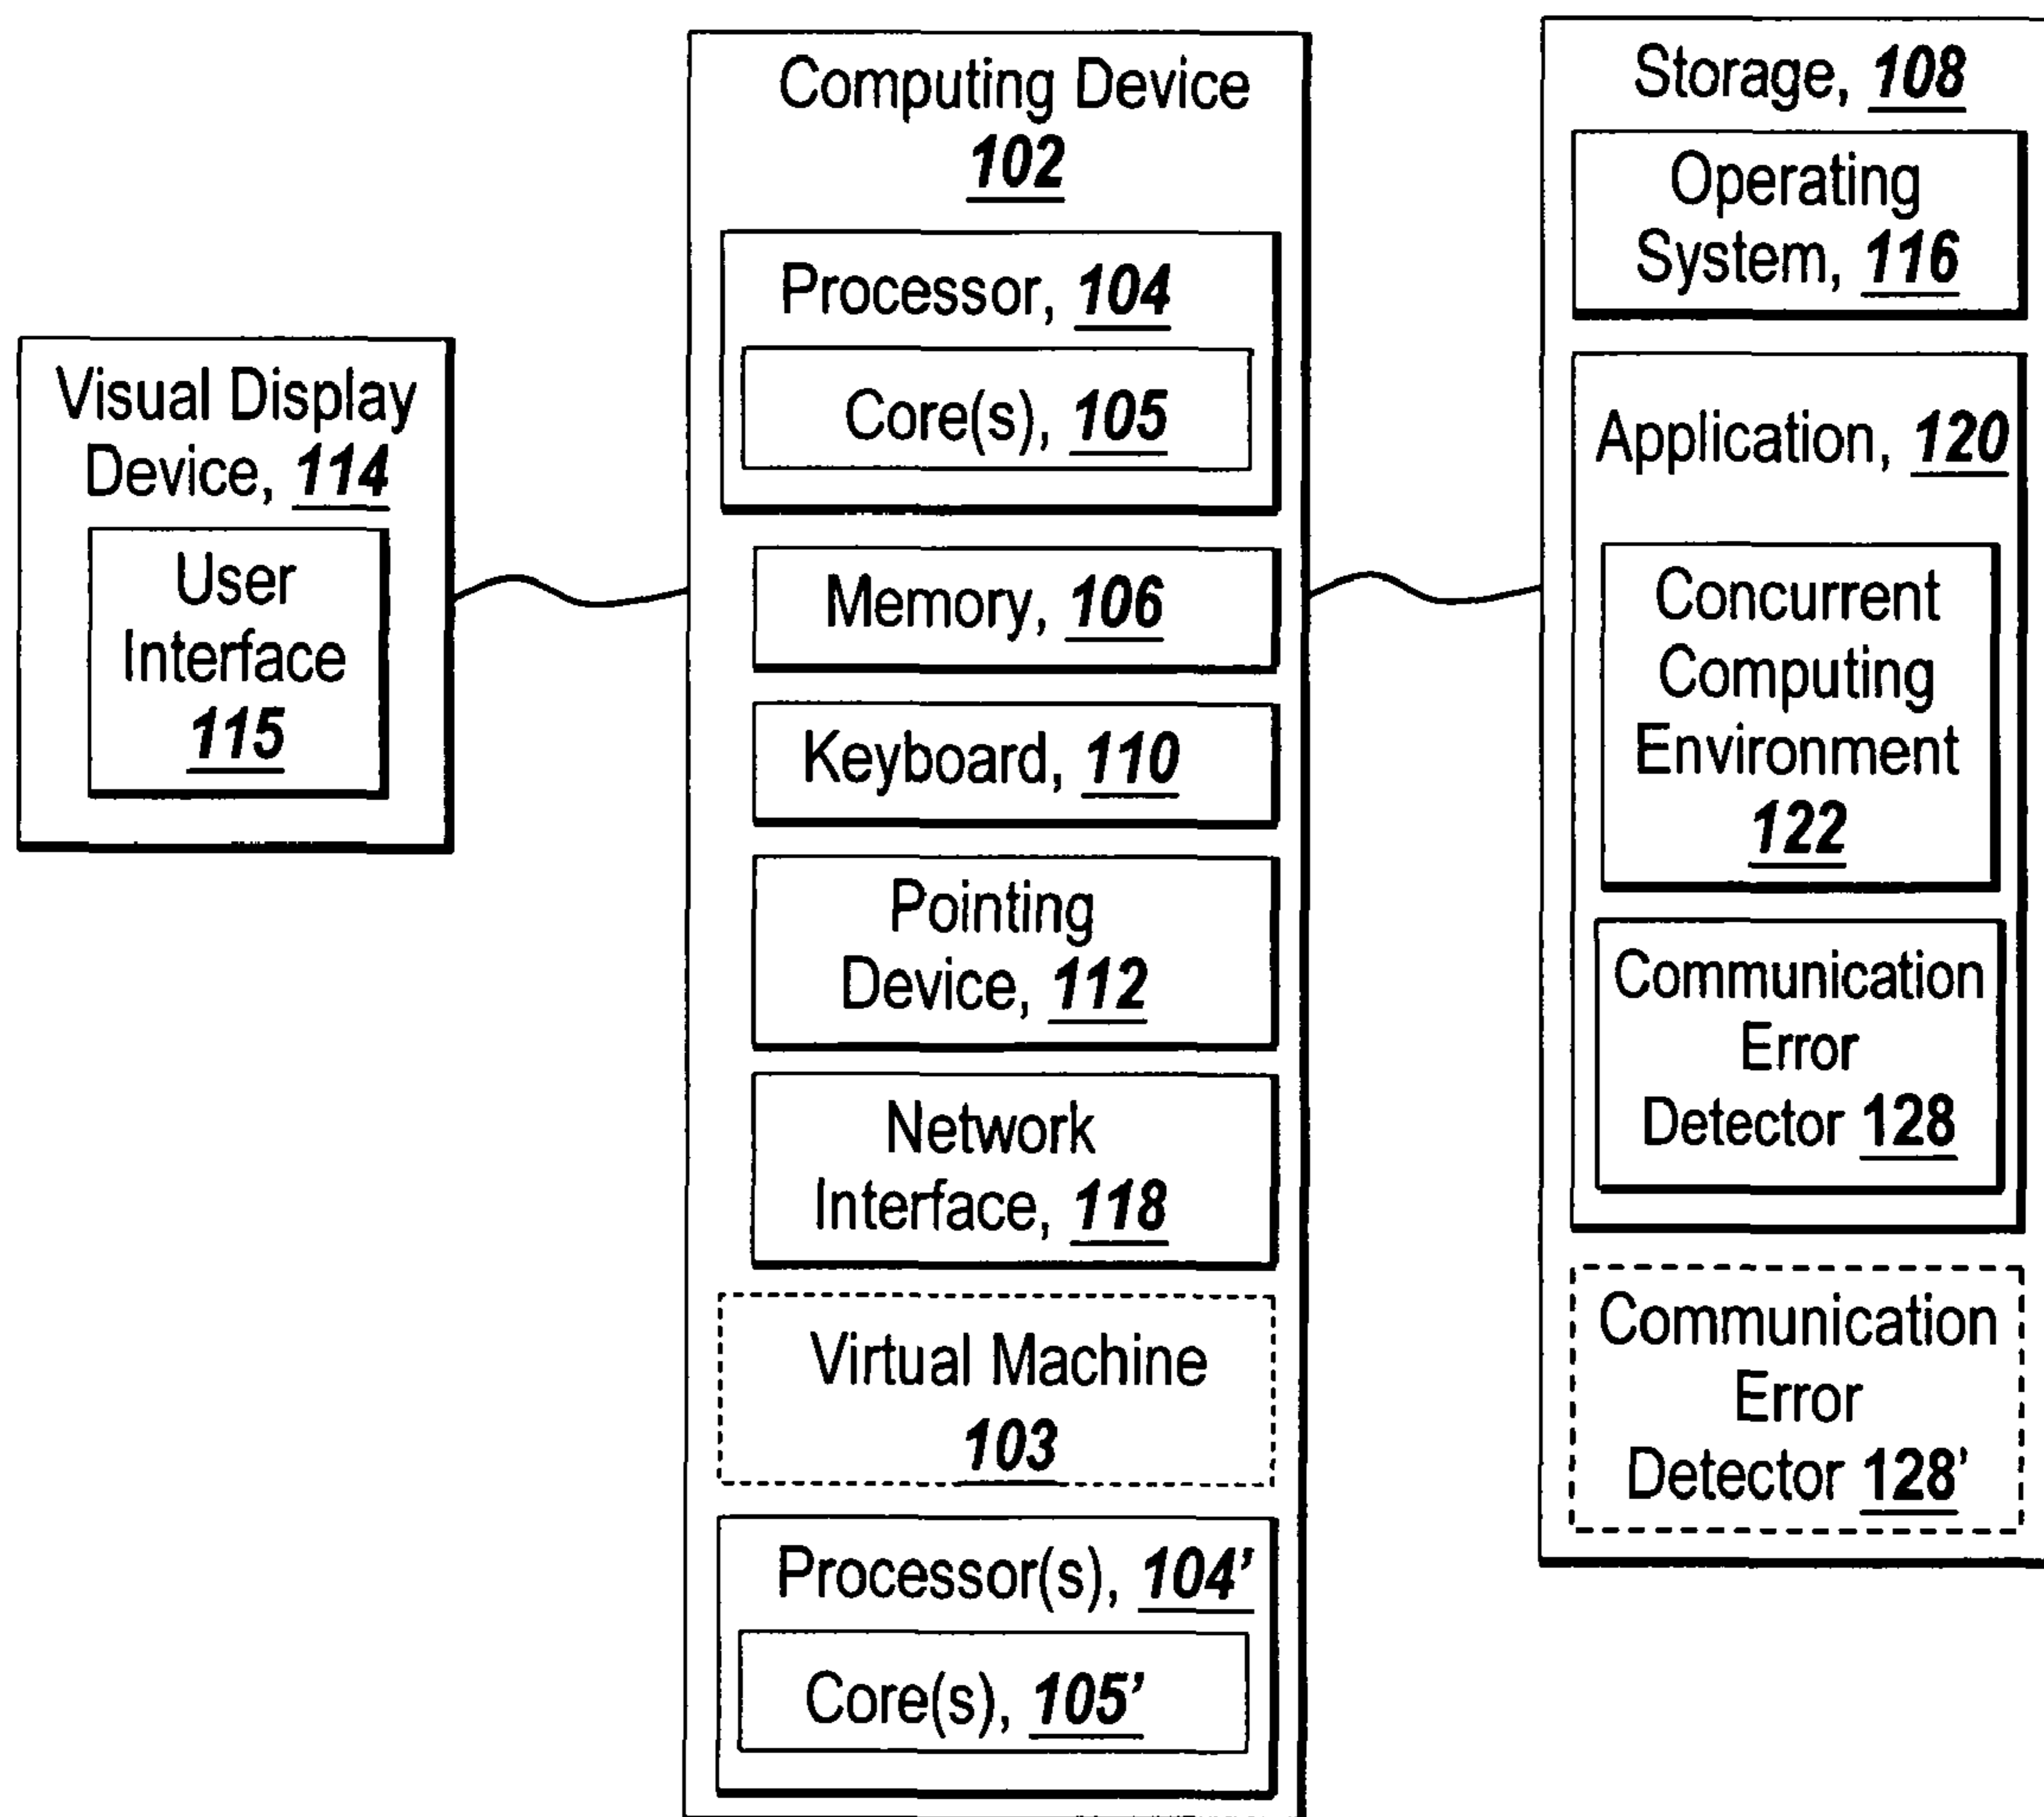 Visual Display
Device, 114
User
Interface
115
Computing Device
102
Processor, 104
Core(s), 105
Memory, 106
Keyboard, 110
Pointing
Device, 112
Network
Interface, 118
Virtual Machine
103
Processor(s), 104'
Core(s), 105'
Storage, 108
Operating
System, 116
Application, 120
Concurrent
Computing
Environment
122
Communication
Error
Detector 128
Communication
Error
Detector 128'